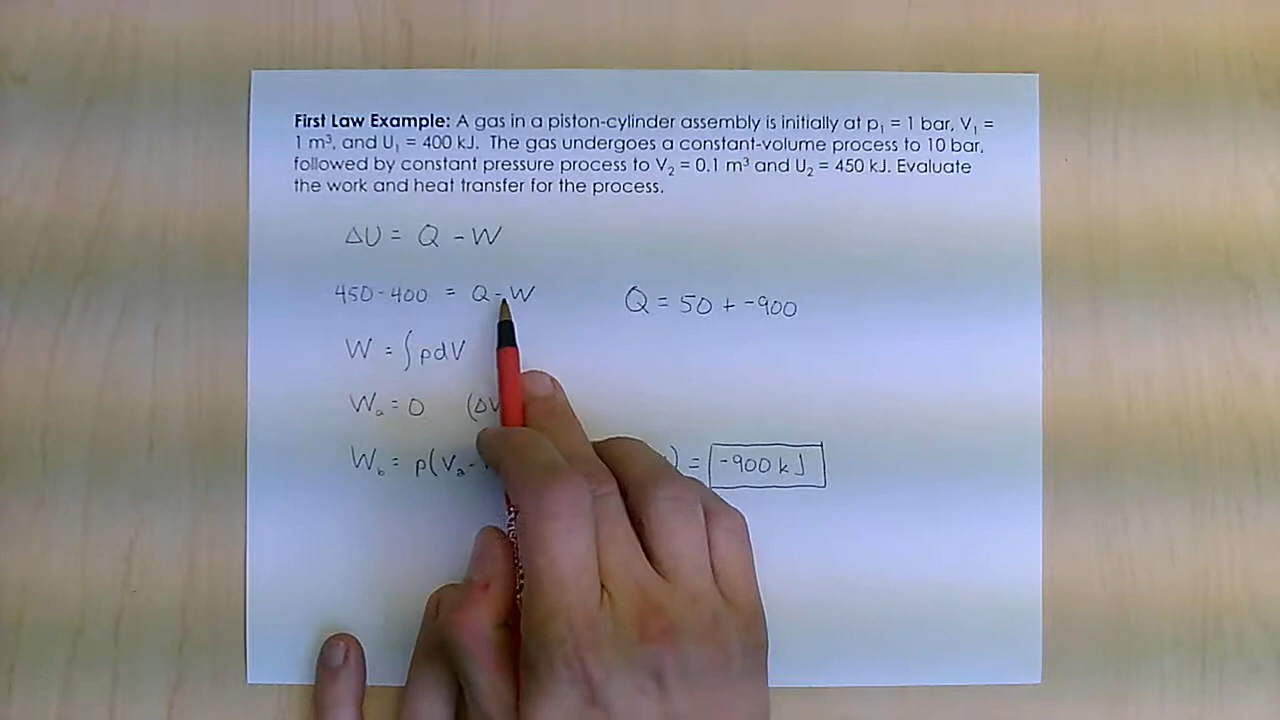 First Law Example: A gas in a piston-cylinder assembly is initially at p₁ = 1 bar, V₁ =
1 m³, and U₁ = 400 kJ. The gas undergoes a constant-volume process to 10 bar,
followed by constant pressure process to V₂ = 0.1 m³ and U₂ = 450 kJ. Evaluate
the work and heat transfer for the process.
ΔU = Q - W
450 - 400 = Q - W
Q = 50 + -900
W = ∫pdV
Wₐ = 0 (ΔV
W_b = p(V₂ - ) = -900 kJ